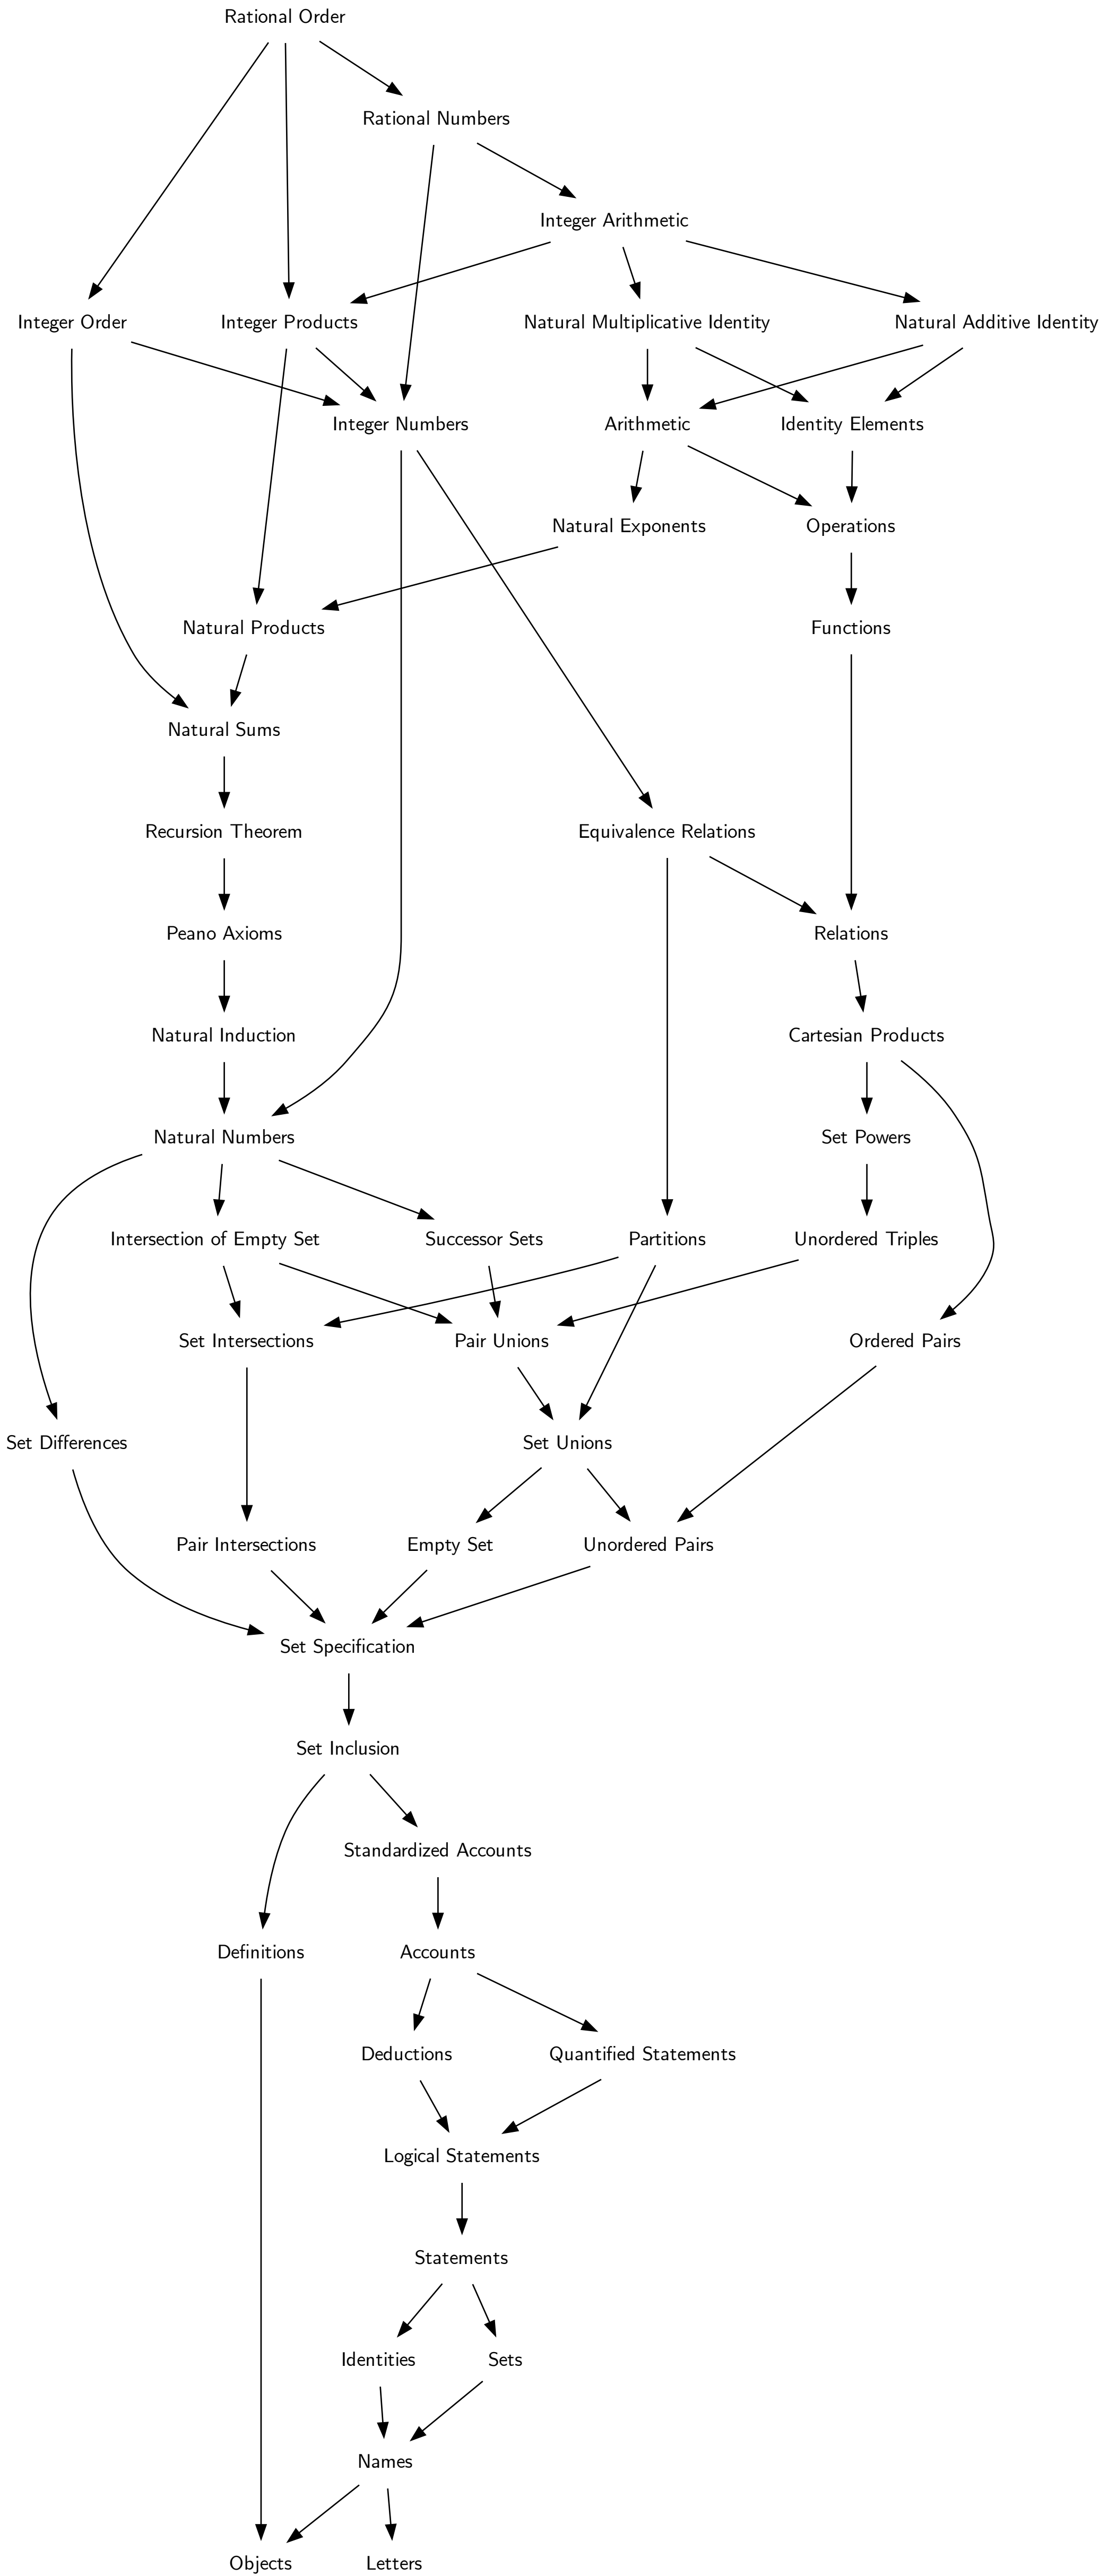 Rational Order
Rational Numbers
Integer Arithmetic
Integer Order
Integer Products
Natural Multiplicative Identity
Natural Additive Identity
Integer Numbers
Arithmetic
Identity Elements
Natural Exponents
Operations
Natural Products
Functions
Natural Sums
Recursion Theorem
Equivalence Relations
Peano Axioms
Relations
Natural Induction
Cartesian Products
Natural Numbers
Set Powers
Intersection of Empty Set
Successor Sets
Partitions
Unordered Triples
Set Intersections
Pair Unions
Ordered Pairs
Set Differences
Set Unions
Pair Intersections
Empty Set
Unordered Pairs
Set Specification
Set Inclusion
Standardized Accounts
Definitions
Accounts
Deductions
Quantified Statements
Logical Statements
Statements
Identities
Sets
Names
Objects
Letters